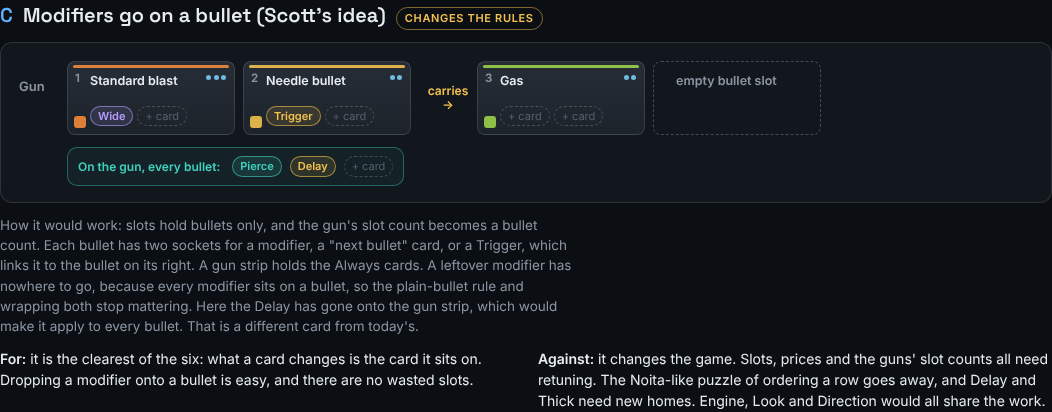 C Modifiers go on a bullet (Scott's idea) CHANGES THE RULES
Gun
1 Standard blast
Wide + card
2 Needle bullet
Trigger + card
carries →
3 Gas
+ card + card
empty bullet slot
On the gun, every bullet: Pierce Delay + card
How it would work: slots hold bullets only, and the gun's slot count becomes a bullet
count. Each bullet has two sockets for a modifier, a "next bullet" card, or a Trigger, which
links it to the bullet on its right. A gun strip holds the Always cards. A leftover modifier has
nowhere to go, because every modifier sits on a bullet, so the plain-bullet rule and
wrapping both stop mattering. Here the Delay has gone onto the gun strip, which would
make it apply to every bullet. That is a different card from today's.
For: it is the clearest of the six: what a card changes is the card it sits on.
Dropping a modifier onto a bullet is easy, and there are no wasted slots.
Against: it changes the game. Slots, prices and the guns' slot counts all need
retuning. The Noita-like puzzle of ordering a row goes away, and Delay and
Thick need new homes. Engine, Look and Direction would all share the work.